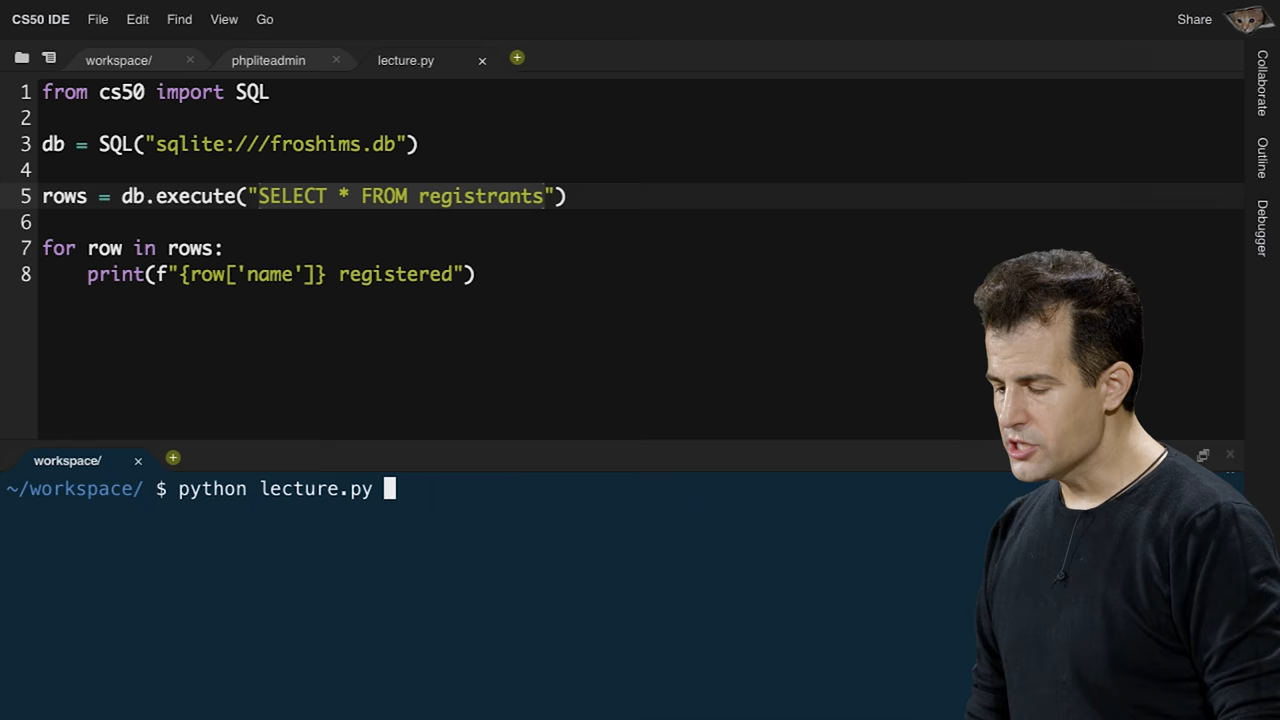 CS50 IDE File Edit Find View Go Share
workspace/ phpliteadmin lecture.py
1 from cs50 import SQL
2
3 db = SQL("sqlite:///froshims.db")
4
5 rows = db.execute("SELECT * FROM registrants")
6
7 for row in rows:
8     print(f"{row['name']} registered")
Collaborate
Outline
Debugger
workspace/
~/workspace/ $ python lecture.py